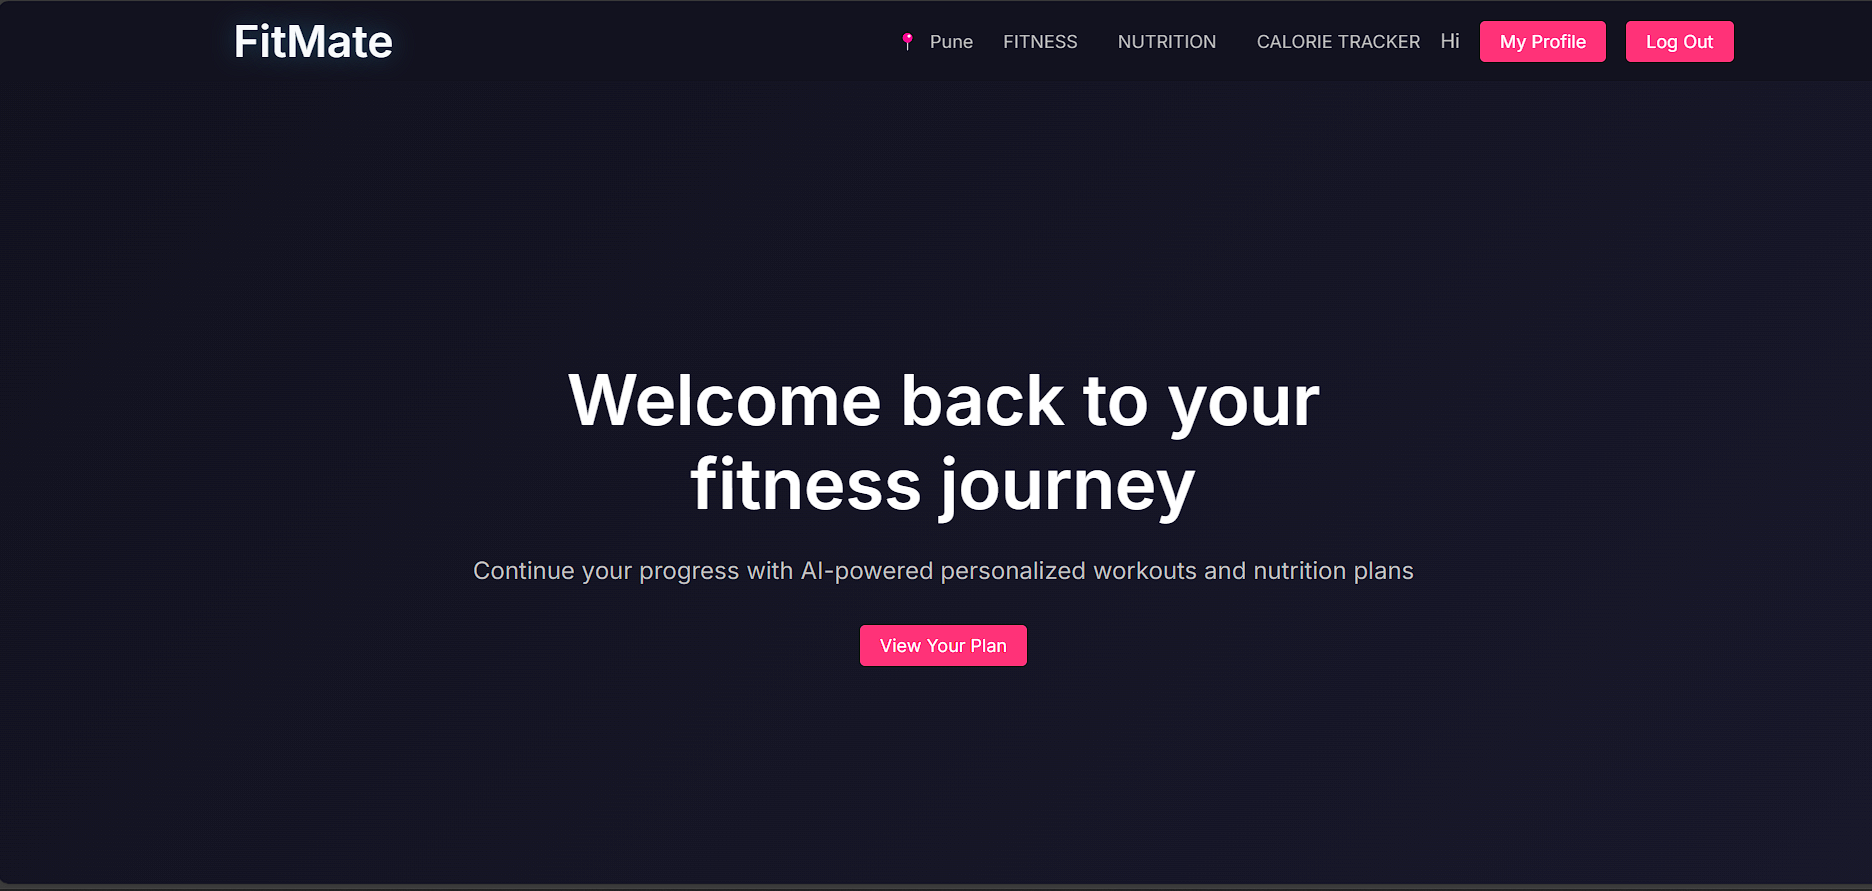 FitMate
Pune FITNESS NUTRITION CALORIE TRACKER Hi My Profile Log Out
Welcome back to your
fitness journey
Continue your progress with AI-powered personalized workouts and nutrition plans
View Your Plan